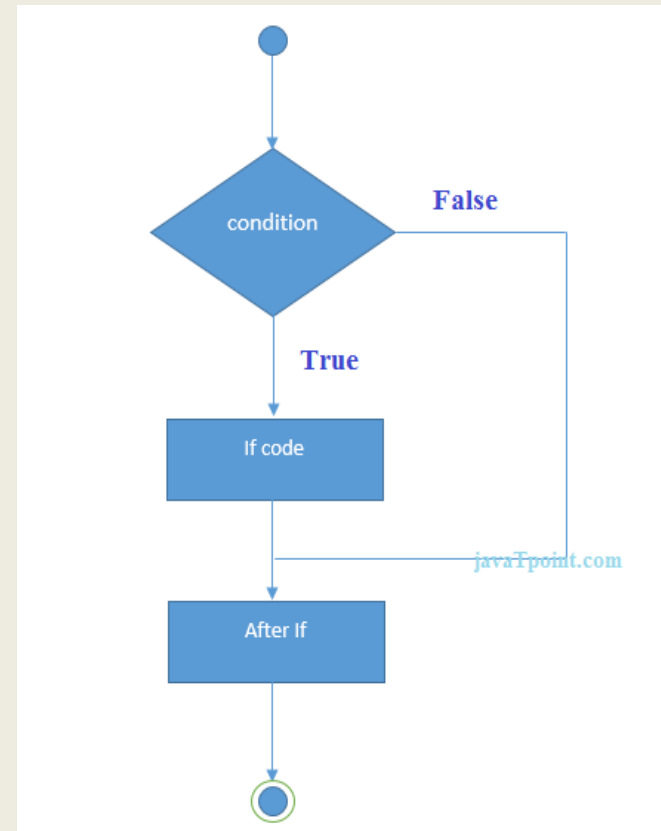 condition
False
True
If code
javaTpoint.com
After If